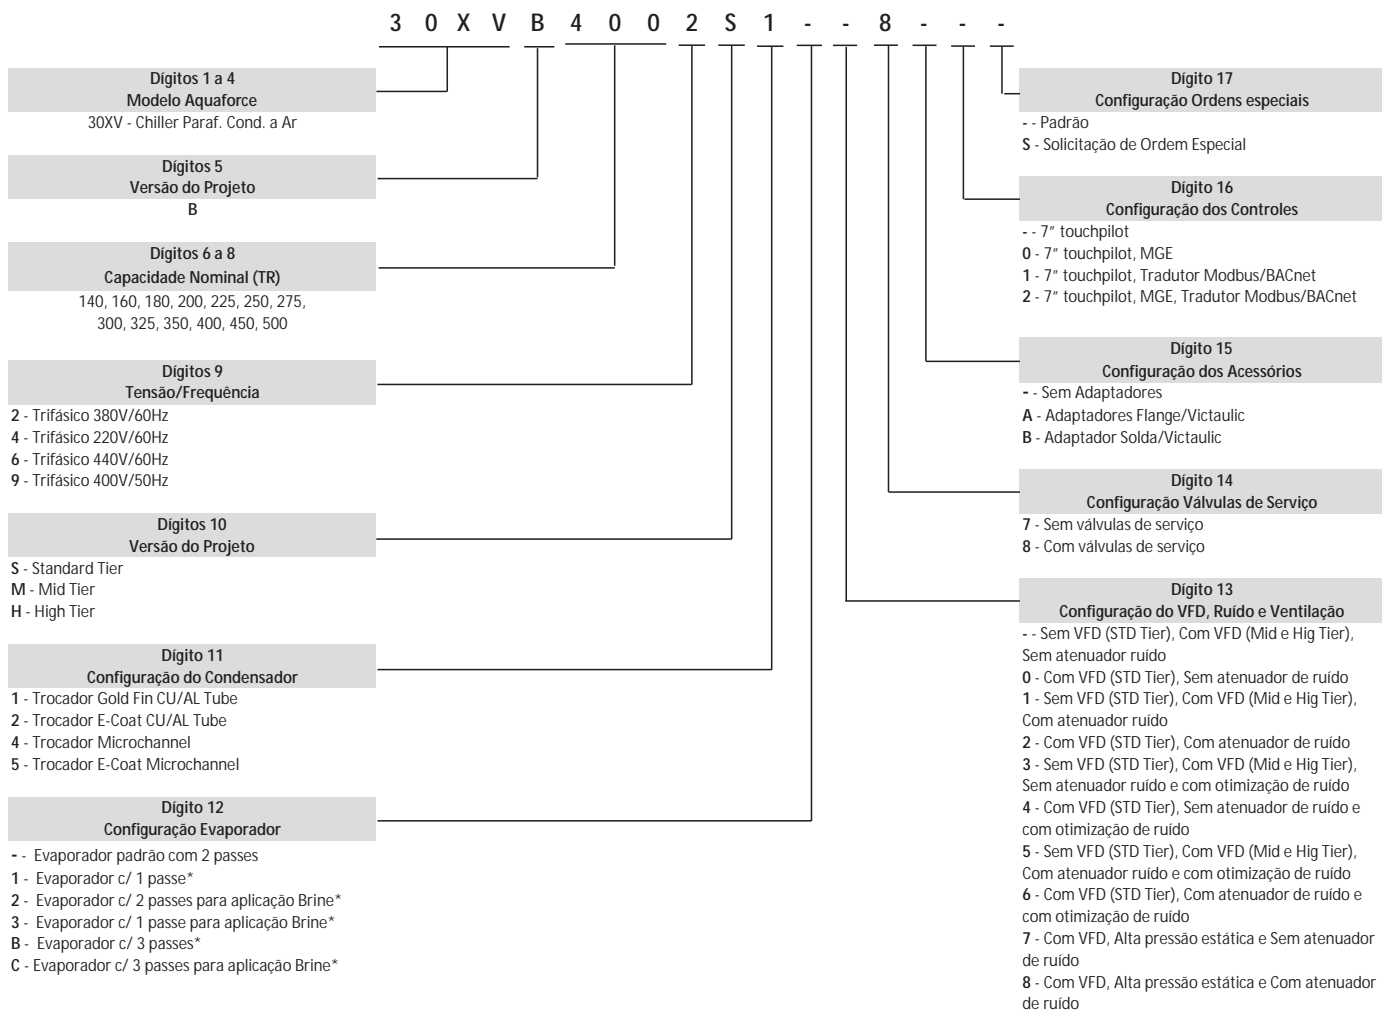 3 0 X V B 4 0 0 2 S 1 - - 8 - - -
Dígitos 1 a 4
Modelo Aquaforce
30XV - Chiller Paraf. Cond. a Ar
Dígitos 5
Versão do Projeto
B
Dígitos 6 a 8
Capacidade Nominal (TR)
140, 160, 180, 200, 225, 250, 275,
300, 325, 350, 400, 450, 500
Dígitos 9
Tensão/Frequência
2 - Trifásico 380V/60Hz
4 - Trifásico 220V/60Hz
6 - Trifásico 440V/60Hz
9 - Trifásico 400V/50Hz
Dígitos 10
Versão do Projeto
S - Standard Tier
M - Mid Tier
H - High Tier
Dígito 11
Configuração do Condensador
1 - Trocador Gold Fin CU/AL Tube
2 - Trocador E-Coat CU/AL Tube
4 - Trocador Microchannel
5 - Trocador E-Coat Microchannel
Dígito 12
Configuração Evaporador
- - Evaporador padrão com 2 passes
1 - Evaporador c/ 1 passe*
2 - Evaporador c/ 2 passes para aplicação Brine*
3 - Evaporador c/ 1 passe para aplicação Brine*
B - Evaporador c/ 3 passes*
C - Evaporador c/ 3 passes para aplicação Brine*
Dígito 17
Configuração Ordens especiais
- - Padrão
S - Solicitação de Ordem Especial
Dígito 16
Configuração dos Controles
- - 7" touchpilot
0 - 7" touchpilot, MGE
1 - 7" touchpilot, Tradutor Modbus/BACnet
2 - 7" touchpilot, MGE, Tradutor Modbus/BACnet
Dígito 15
Configuração dos Acessórios
- - Sem Adaptadores
A - Adaptadores Flange/Victaulic
B - Adaptador Solda/Victaulic
Dígito 14
Configuração Válvulas de Serviço
7 - Sem válvulas de serviço
8 - Com válvulas de serviço
Dígito 13
Configuração do VFD, Ruído e Ventilação
- - Sem VFD (STD Tier), Com VFD (Mid e Hig Tier),
Sem atenuador ruído
0 - Com VFD (STD Tier), Sem atenuador de ruído
1 - Sem VFD (STD Tier), Com VFD (Mid e Hig Tier),
Com atenuador ruído
2 - Com VFD (STD Tier), Com atenuador de ruído
3 - Sem VFD (STD Tier), Com VFD (Mid e Hig Tier),
Sem atenuador ruído e com otimização de ruído
4 - Com VFD (STD Tier), Sem atenuador de ruído e
com otimização de ruído
5 - Sem VFD (STD Tier), Com VFD (Mid e Hig Tier),
Com atenuador ruído e com otimização de ruído
6 - Com VFD (STD Tier), Com atenuador de ruído e
com otimização de ruído
7 - Com VFD, Alta pressão estática e Sem atenuador
de ruído
8 - Com VFD, Alta pressão estática e Com atenuador
de ruído